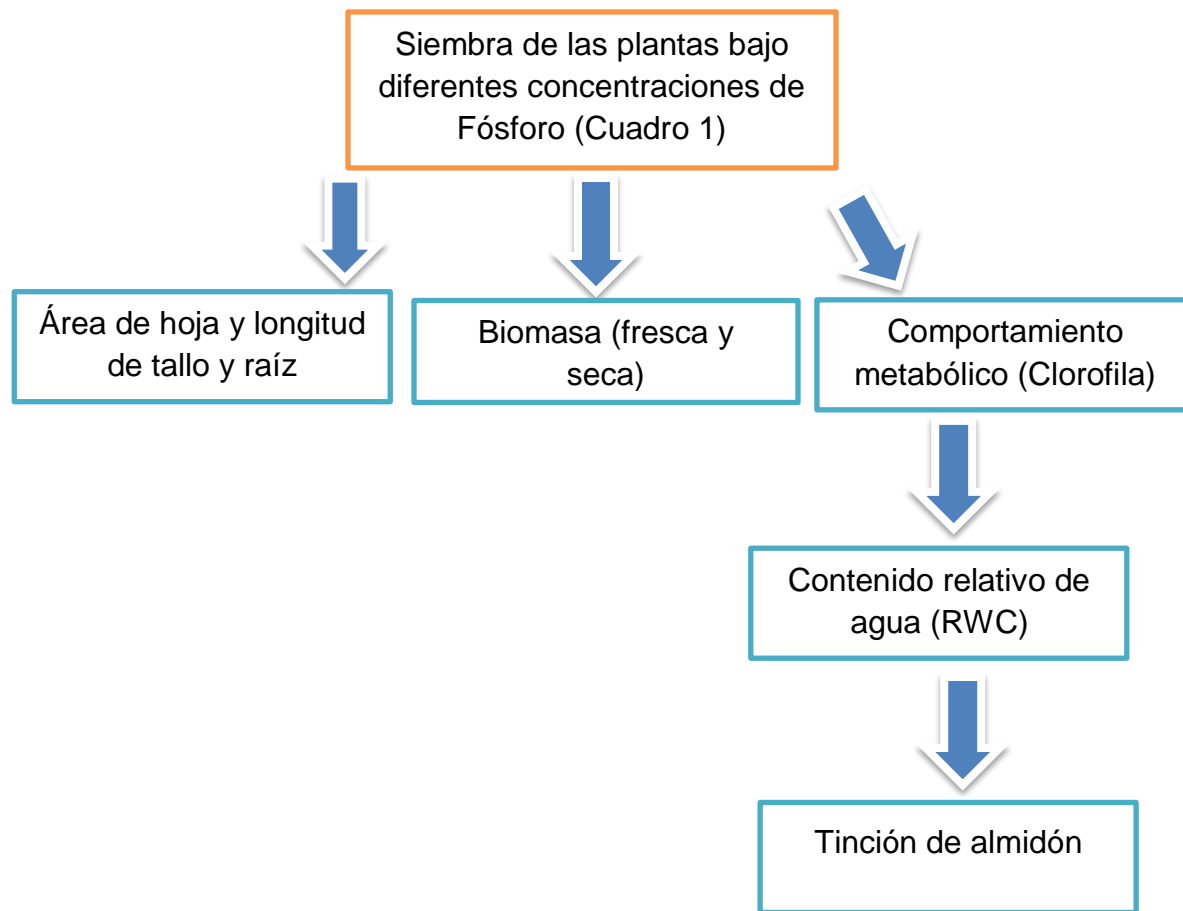 Siembra de las plantas bajo
diferentes concentraciones de
Fósforo (Cuadro 1)
Área de hoja y longitud
de tallo y raíz
Biomasa (fresca y
seca)
Comportamiento
metabólico (Clorofila)
Contenido relativo de
agua (RWC)
Tinción de almidón